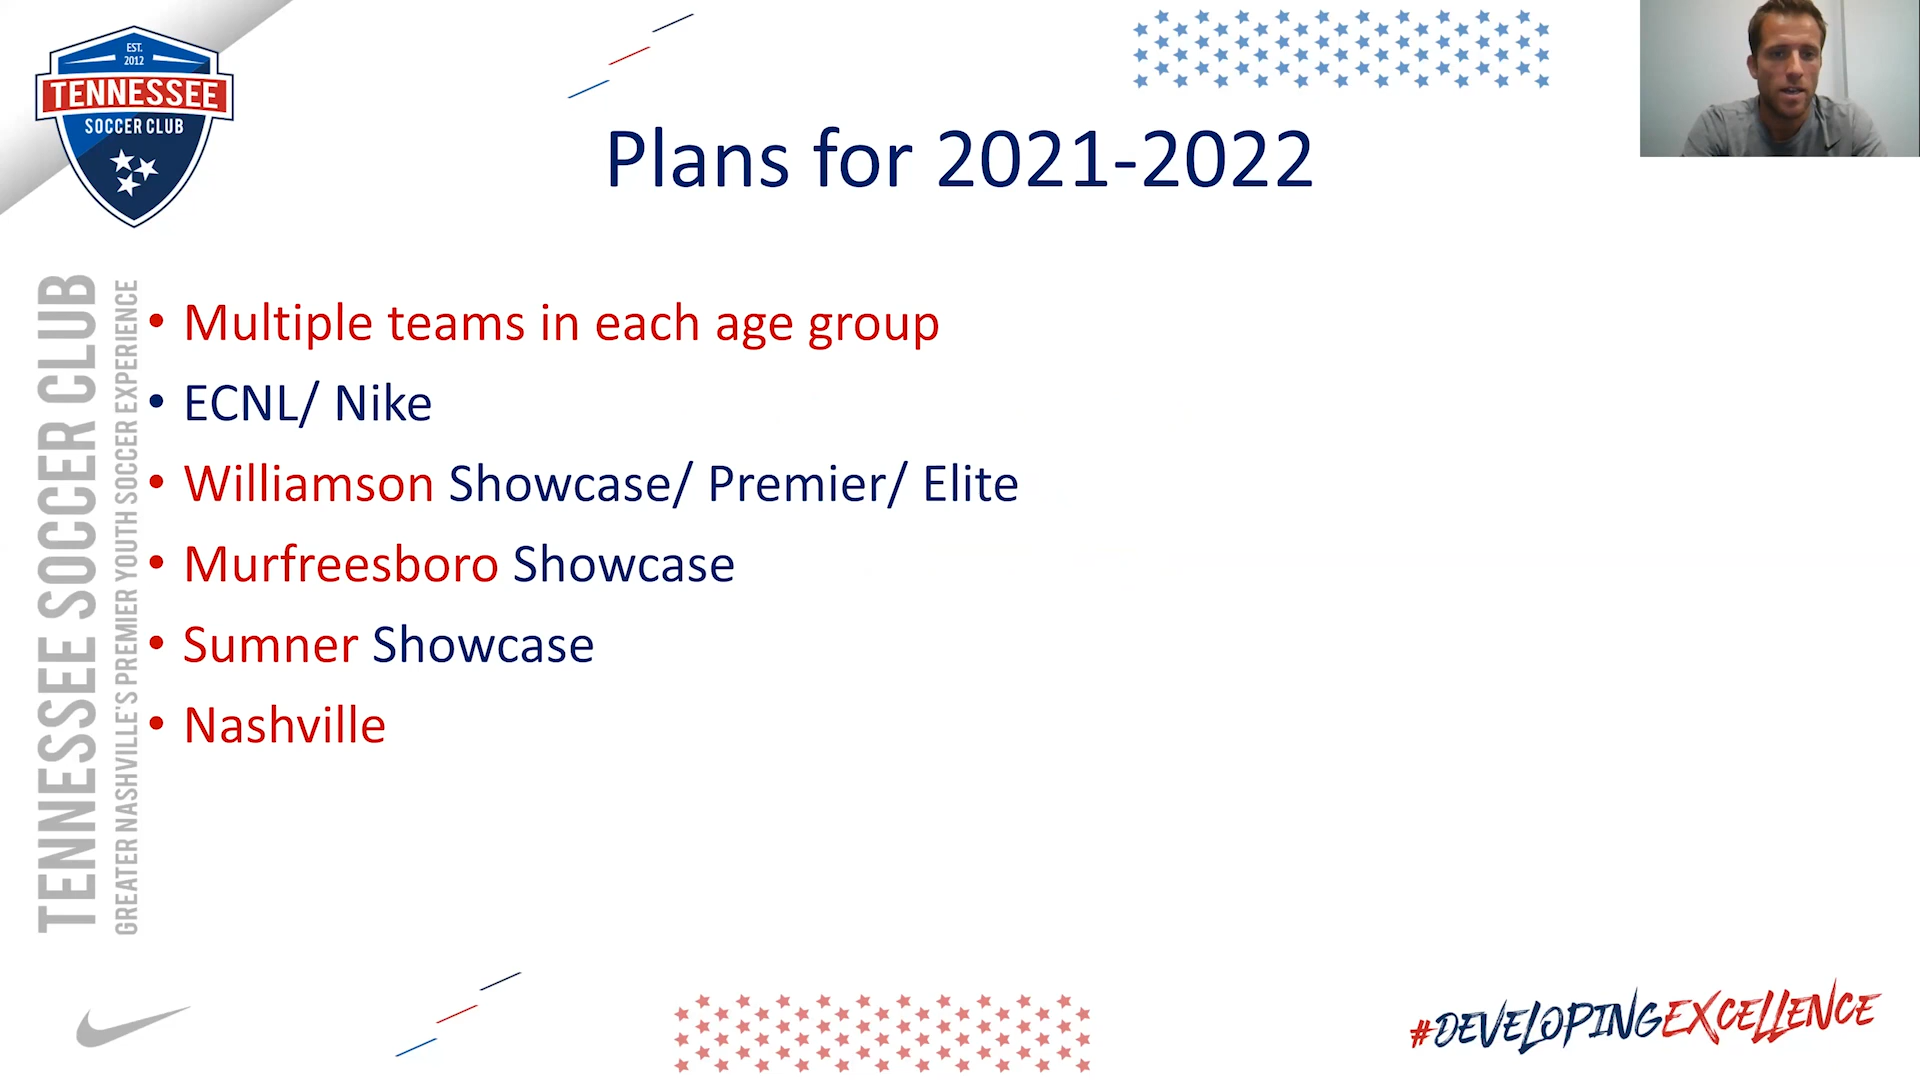 EST.
2012
TENNESSEE
SOCCER CLUB
Plans for 2021-2022
TENNESSEE SOCCER CLUB
GREATER NASHVILLE'S PREMIER YOUTH SOCCER EXPERIENCE
• Multiple teams in each age group
• ECNL/ Nike
• Williamson Showcase/ Premier/ Elite
• Murfreesboro Showcase
• Sumner Showcase
• Nashville
#DEVELOPINGEXCELLENCE